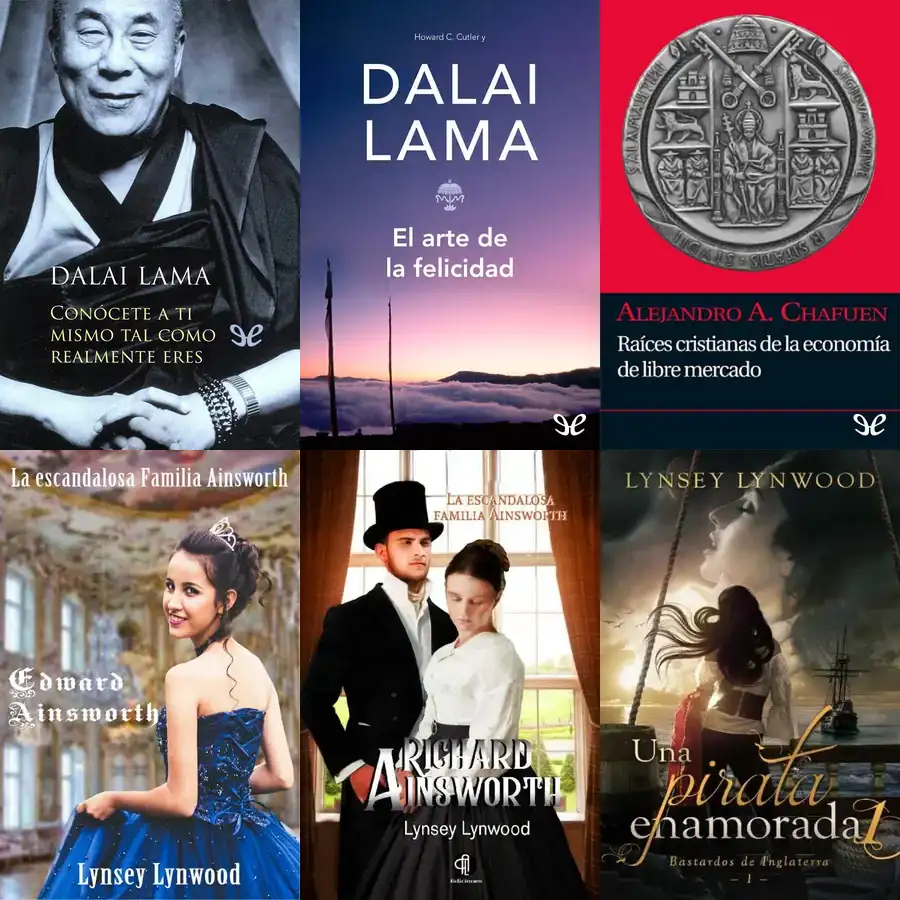 DALAI LAMA
CONÓCETE A TI
MISMO TAL COMO
REALMENTE ERES
Howard C. Cutler y
DALAI
LAMA
El arte de
la felicidad
ALEJANDRO A. CHAFUEN
Raíces cristianas de la economía
de libre mercado
La escandalosa Familia Ainsworth
Edward
Ainsworth
Lynsey Lynwood
LA ESCANDALOSA
FAMILIA AINSWORTH
RICHARD
AINSWORTH
Lynsey Lynwood
LYNSEY LYNWOOD
Una
pirata
enamorada 1
Bastardos de Inglaterra
– 1 –